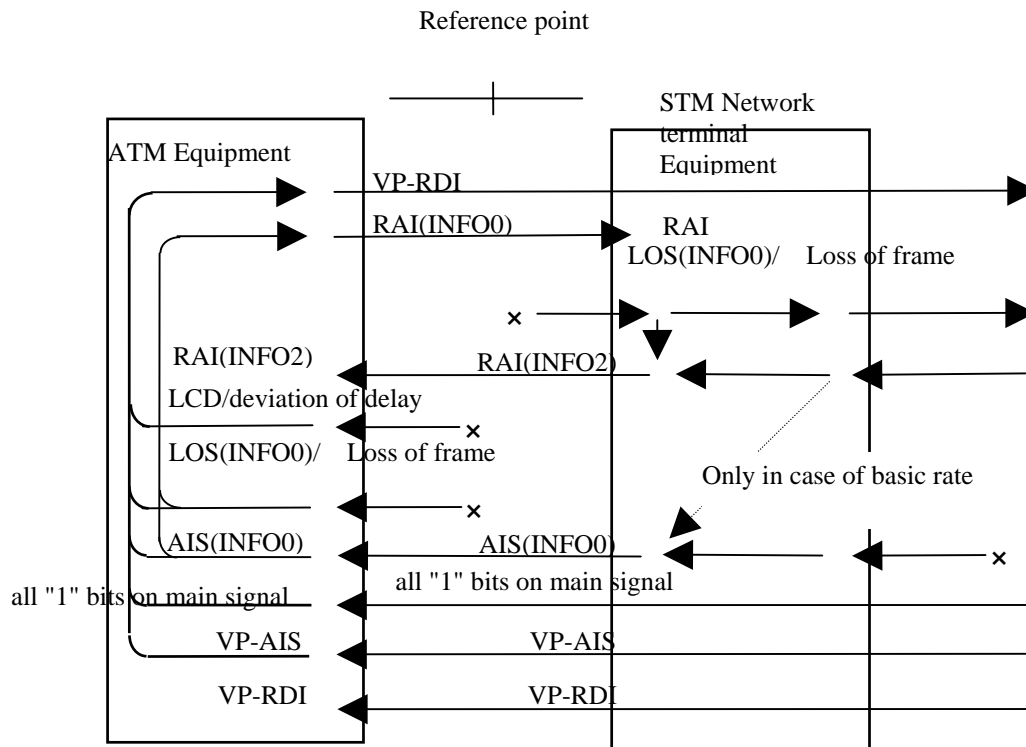 Reference point
STM Network
terminal
Equipment
ATM Equipment
VP-RDI
RAI(INFO0)
RAI
LOS(INFO0)/ Loss of frame
×
RAI(INFO2)
RAI(INFO2)
LCD/deviation of delay
×
LOS(INFO0)/ Loss of frame
Only in case of basic rate
×
AIS(INFO0)
AIS(INFO0)
×
all "1" bits on main signal
all "1" bits on main signal
VP-AIS
VP-AIS
VP-RDI
VP-RDI